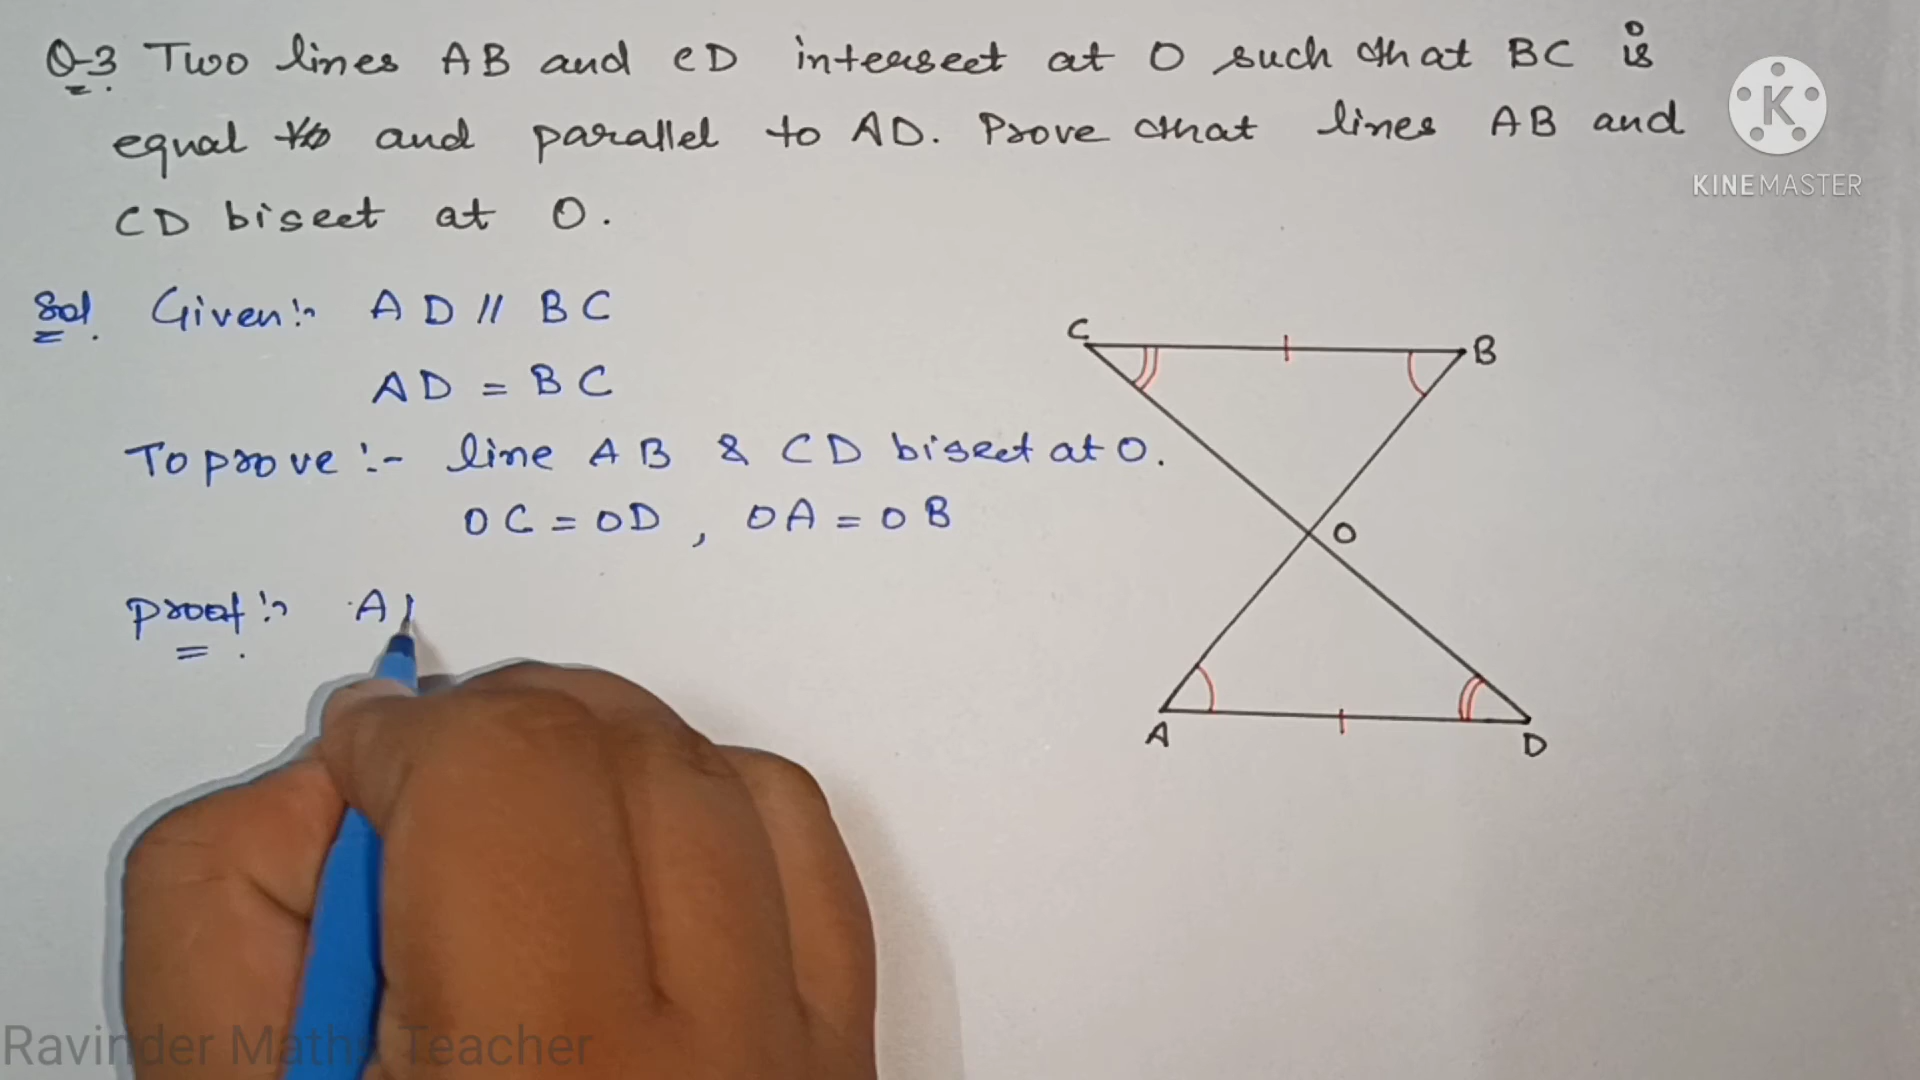 Q-3 Two lines AB and CD intersect at O such that BC is
equal to and parallel to AD. Prove that lines AB and
CD bisect at O.
KINEMASTER
Sol. Given:- AD // BC
AD = BC
To prove :- line AB & CD bisect at O.
OC = OD , OA = OB
Proof :- A
C
B
O
A
D
Ravinder Maths Teacher